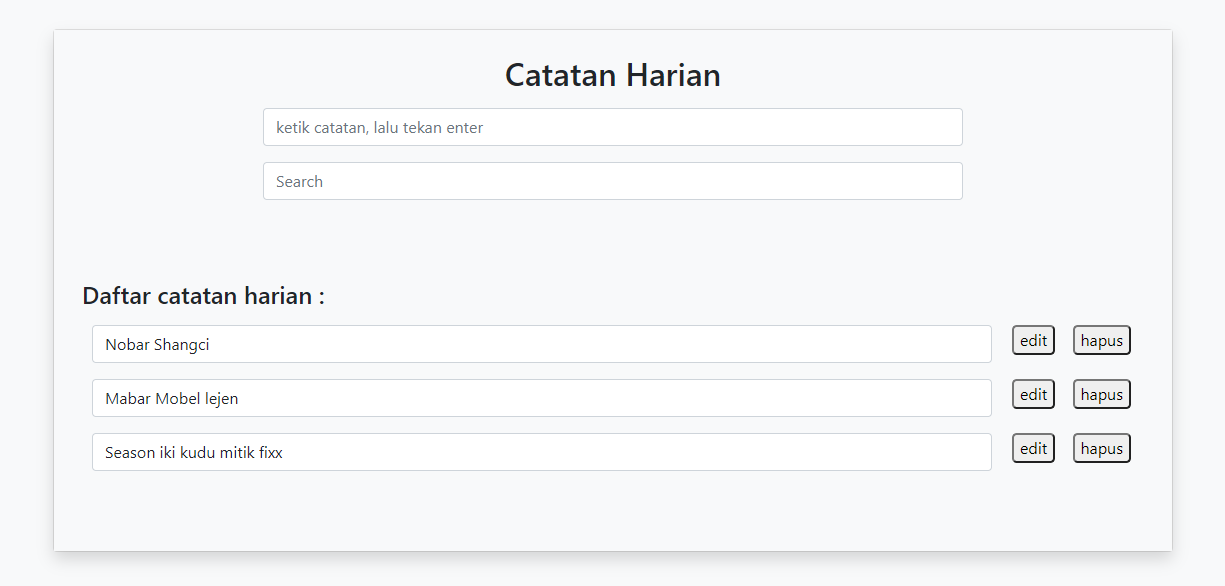 Catatan Harian
ketik catatan, lalu tekan enter
Search
Daftar catatan harian :
Nobar Shangci edit hapus
Mabar Mobel lejen edit hapus
Season iki kudu mitik fixx edit hapus